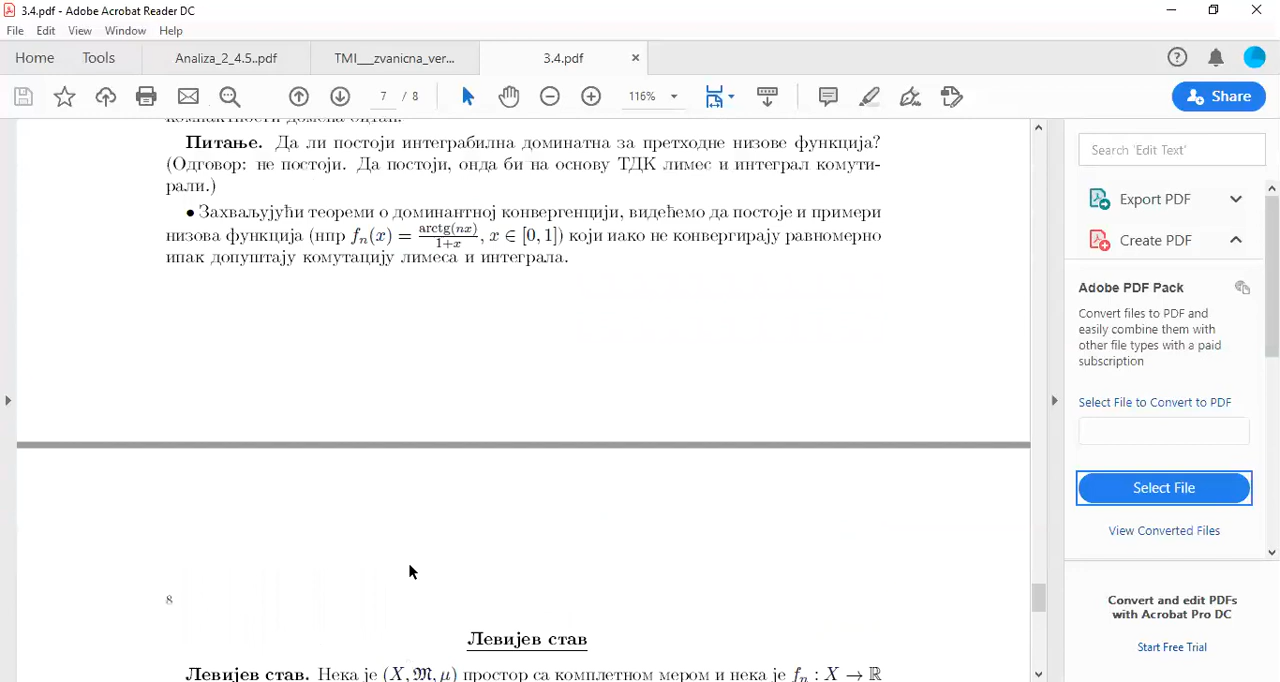 3.4.pdf - Adobe Acrobat Reader DC
File Edit View Window Help
Home Tools Analiza_2_4.5..pdf TMI___zvanicna_ver... 3.4.pdf
7 / 8 116% Share
компактности домена
Питање. Да ли постоји интеграбилна доминатна за претходне низове функција?
(Одговор: не постоји. Да постоји, онда би на основу ТДК лимес и интеграл комути-
рали.)
• Захваљујући теореми о доминантној конвергенцији, видећемо да постоје и примери
низова функција (нпр fₙ(x) = arctg(nx)/(1+x), x ∈ [0, 1]) који иако не конвергирају равномерно
ипак допуштају комутацију лимеса и интеграла.
8
Левијев став
Левијев став. Нека је (X, 𝔐, μ) простор са комплетном мером и нека је fₙ : X → ℝ
Search 'Edit Text'
Export PDF
Create PDF
Adobe PDF Pack
Convert files to PDF and
easily combine them with
other file types with a paid
subscription
Select File to Convert to PDF
Select File
View Converted Files
Convert and edit PDFs
with Acrobat Pro DC
Start Free Trial